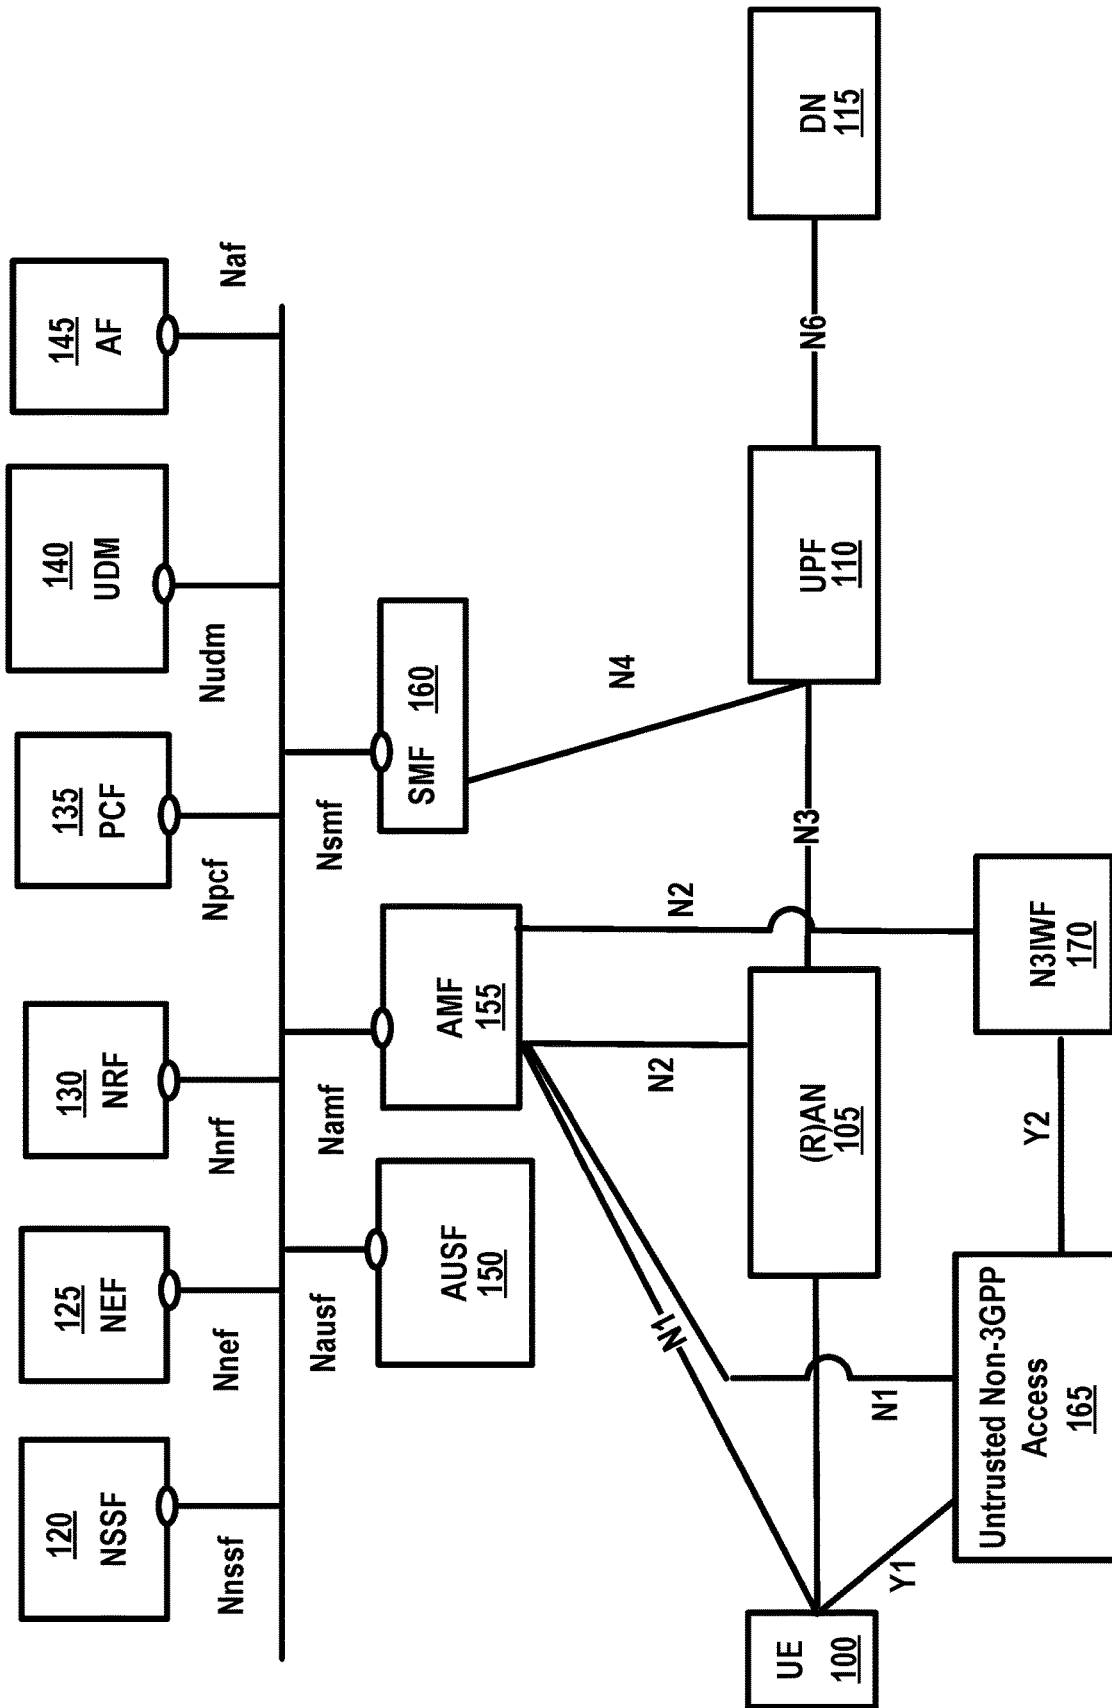 120
NSSF
125
NEF
130
NRF
135
PCF
140
UDM
145
AF
Nnssf
Nnef
Nnrf
Npcf
Nudm
Naf
Nausf
Namf
Nsmf
AUSF
150
AMF
155
SMF 160
N1
N2
N2
N4
UE
100
(R)AN
105
N3
UPF
110
N6
DN
115
Y1
N1
Untrusted Non-3GPP
Access
165
Y2
N3IWF
170